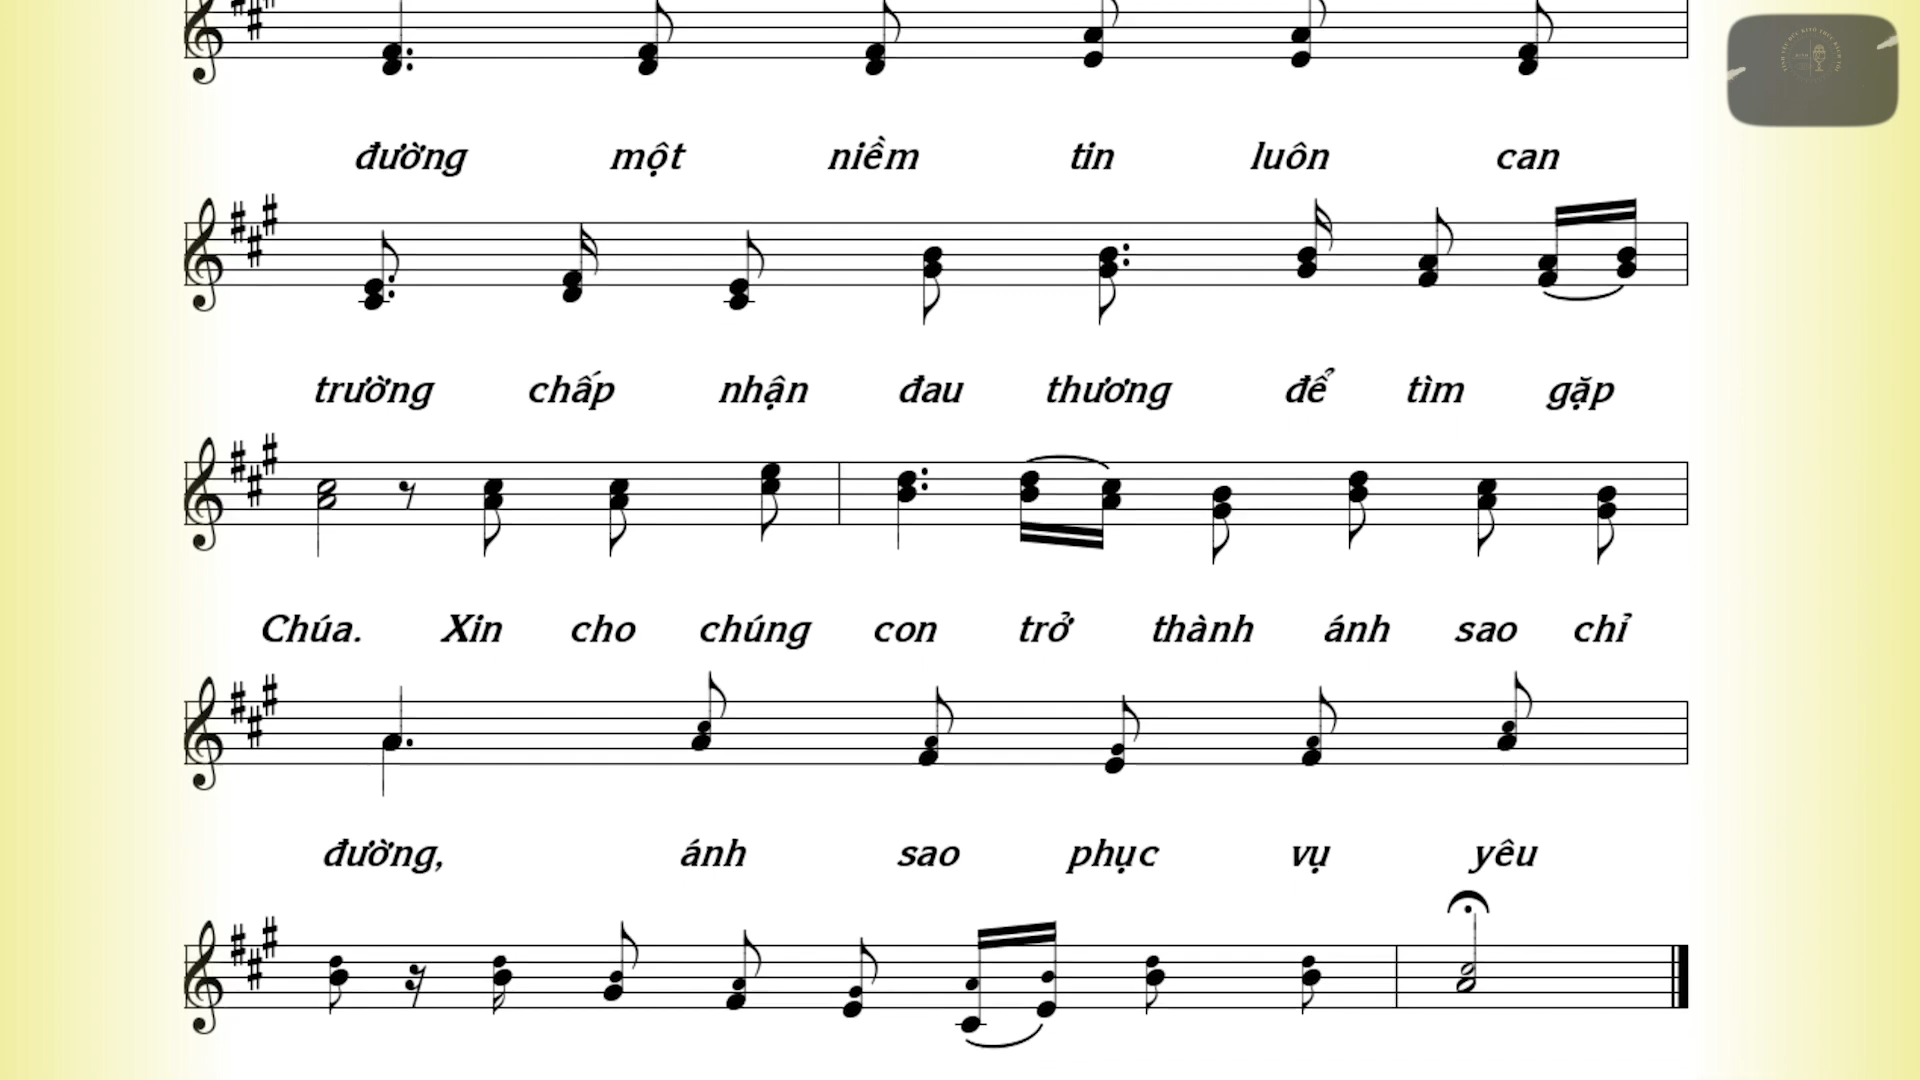 đường một niềm tin luôn can
trường chấp nhận đau thương để tìm gặp
Chúa. Xin cho chúng con trở thành ánh sao chỉ
đường, ánh sao phục vụ yêu